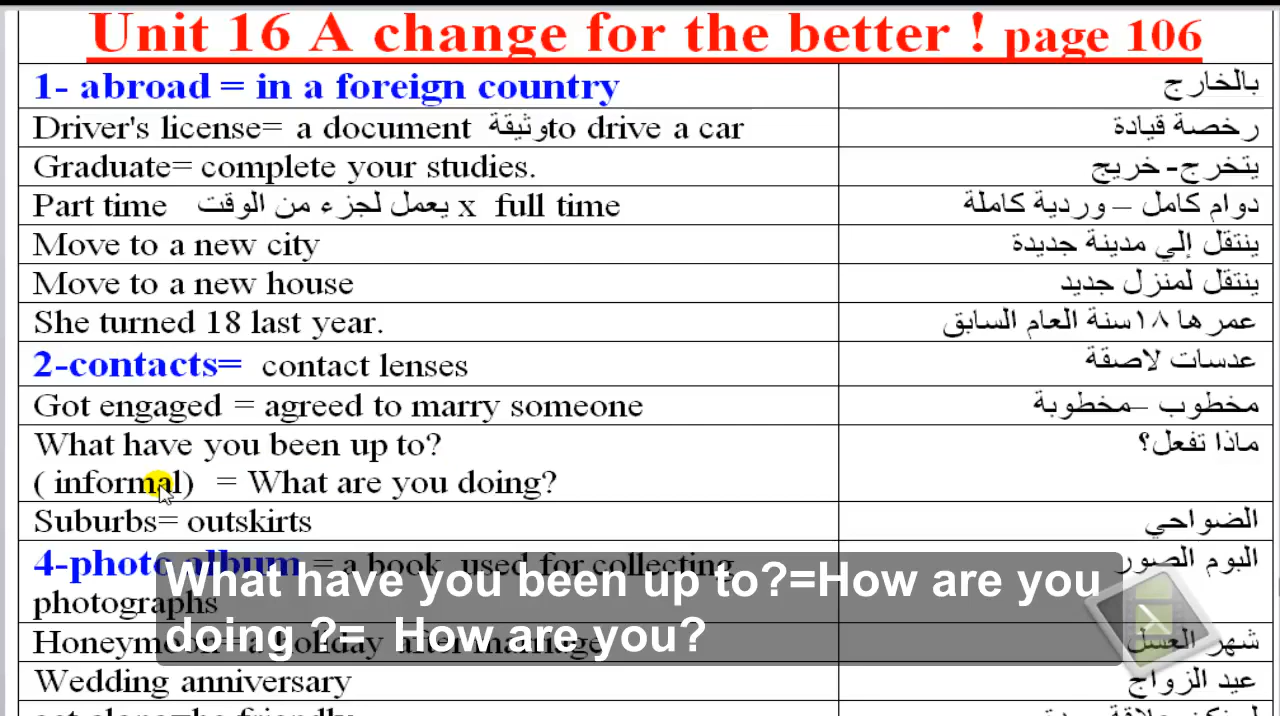 Unit 16 A change for the better ! page 106
1- abroad = in a foreign country بالخارج
Driver's license= a document وثيقة to drive a car رخصة قيادة
Graduate= complete your studies. يتخرج- خريج
Part time يعمل لجزء من الوقت x full time دوام كامل – وردية كاملة
Move to a new city ينتقل إلي مدينة جديدة
Move to a new house ينتقل لمنزل جديد
She turned 18 last year. عمرها ١٨سنة العام السابق
2-contacts= contact lenses عدسات لاصقة
Got engaged = agreed to marry someone مخطوب –مخطوبة
What have you been up to? ماذا تفعل؟
( informal) = What are you doing?
Suburbs= outskirts الضواحي
4-photo album = a book used for collecting البوم الصور
photographs
What have you been up to?=How are you
doing ?= How are you?
Honeymoon= a holiday after marriage شهر العسل
Wedding anniversary عيد الزواج